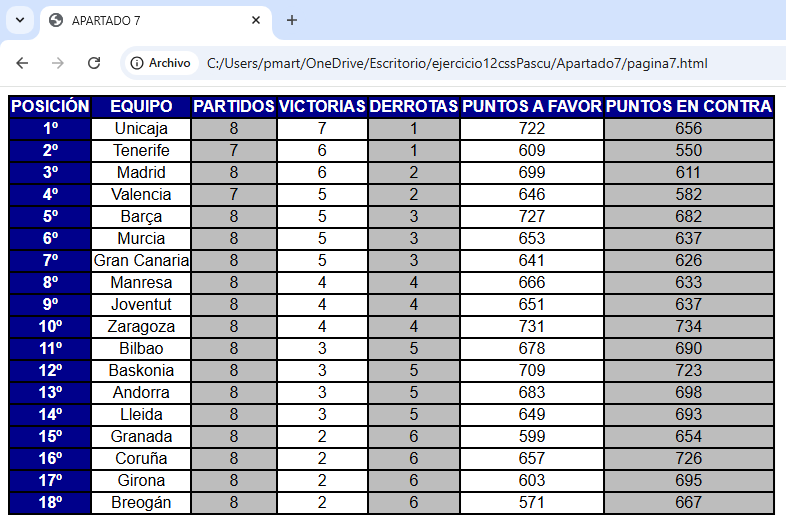 APARTADO 7
Archivo C:/Users/pmart/OneDrive/Escritorio/ejercicio12cssPascu/Apartado7/pagina7.html
POSICIÓN EQUIPO PARTIDOS VICTORIAS DERROTAS PUNTOS A FAVOR PUNTOS EN CONTRA
1º Unicaja 8 7 1 722 656
2º Tenerife 7 6 1 609 550
3º Madrid 8 6 2 699 611
4º Valencia 7 5 2 646 582
5º Barça 8 5 3 727 682
6º Murcia 8 5 3 653 637
7º Gran Canaria 8 5 3 641 626
8º Manresa 8 4 4 666 633
9º Joventut 8 4 4 651 637
10º Zaragoza 8 4 4 731 734
11º Bilbao 8 3 5 678 690
12º Baskonia 8 3 5 709 723
13º Andorra 8 3 5 683 698
14º Lleida 8 3 5 649 693
15º Granada 8 2 6 599 654
16º Coruña 8 2 6 657 726
17º Girona 8 2 6 603 695
18º Breogán 8 2 6 571 667